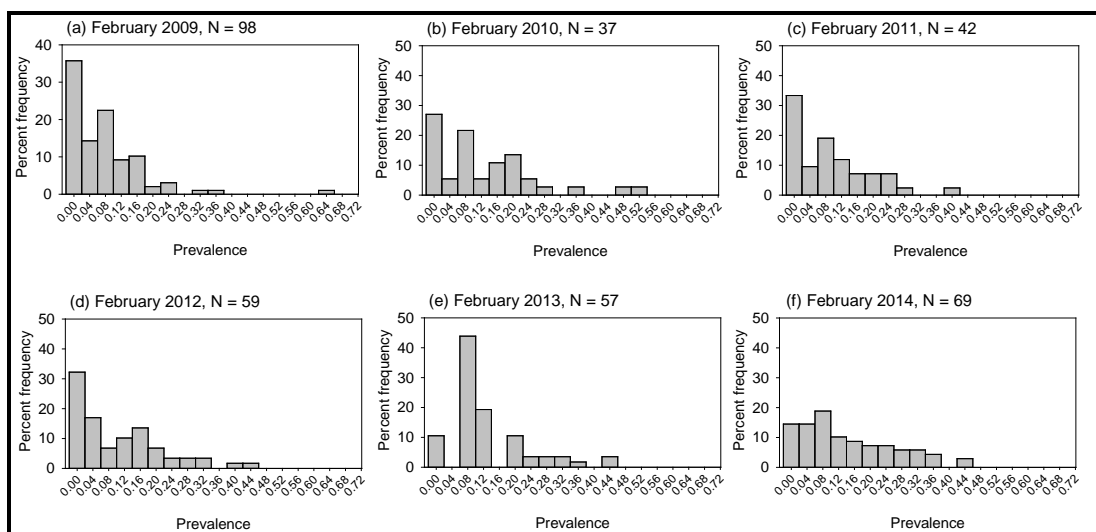 (a) February 2009, N = 98
Percent frequency
40
30
20
10
0
0.00 0.04 0.08 0.12 0.16 0.20 0.24 0.28 0.32 0.36 0.40 0.44 0.48 0.52 0.56 0.60 0.64 0.68 0.72
Prevalence
(b) February 2010, N = 37
Percent frequency
50
40
30
20
10
0
0.00 0.04 0.08 0.12 0.16 0.20 0.24 0.28 0.32 0.36 0.40 0.44 0.48 0.52 0.56 0.60 0.64 0.68 0.72
Prevalence
(c) February 2011, N = 42
Percent frequency
50
40
30
20
10
0
0.00 0.04 0.08 0.12 0.16 0.20 0.24 0.28 0.32 0.36 0.40 0.44 0.48 0.52 0.56 0.60 0.64 0.68 0.72
Prevalence
(d) February 2012, N = 59
Percent frequency
50
40
30
20
10
0
0.00 0.04 0.08 0.12 0.16 0.20 0.24 0.28 0.32 0.36 0.40 0.44 0.48 0.52 0.56 0.60 0.64 0.68 0.72
Prevalence
(e) February 2013, N = 57
Percent frequency
50
40
30
20
10
0
0.00 0.04 0.08 0.12 0.16 0.20 0.24 0.28 0.32 0.36 0.40 0.44 0.48 0.52 0.56 0.60 0.64 0.68 0.72
Prevalence
(f) February 2014, N = 69
Percent frequency
50
40
30
20
10
0
0.00 0.04 0.08 0.12 0.16 0.20 0.24 0.28 0.32 0.36 0.40 0.44 0.48 0.52 0.56 0.60 0.64 0.68 0.72
Prevalence